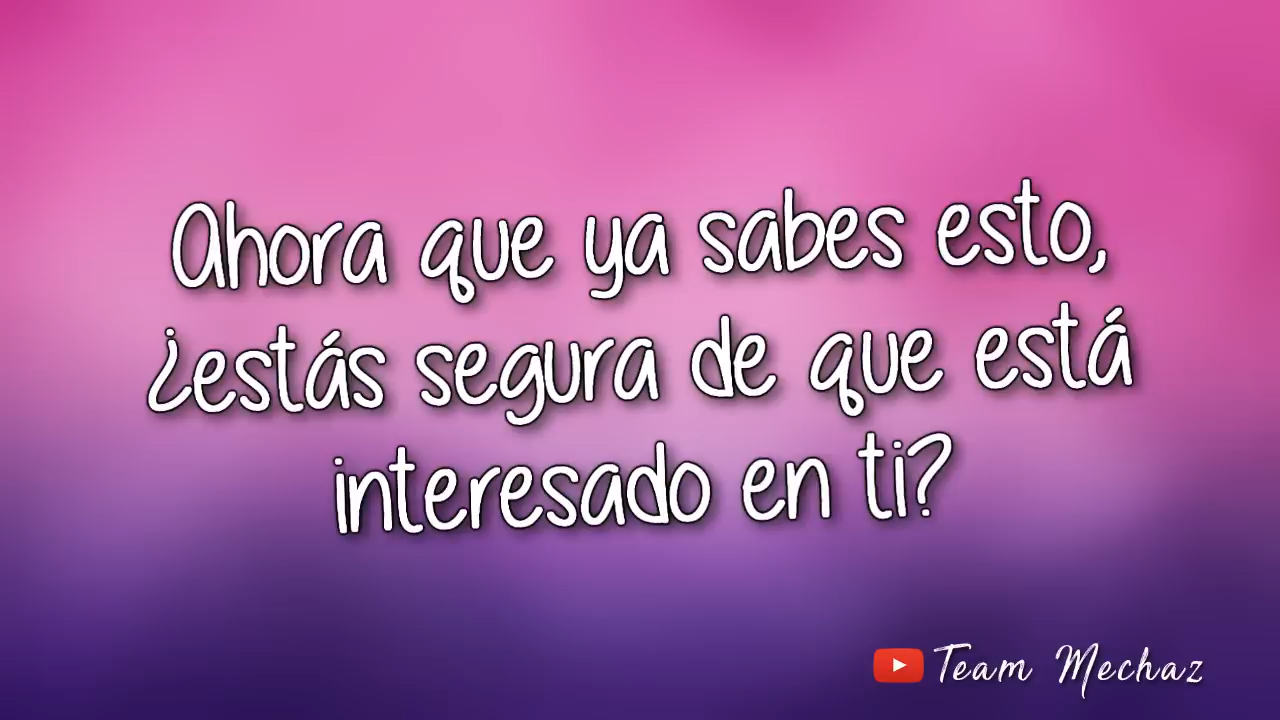 Ahora que ya sabes esto,
¿estás segura de que está
interesado en ti?
Team Mechaz